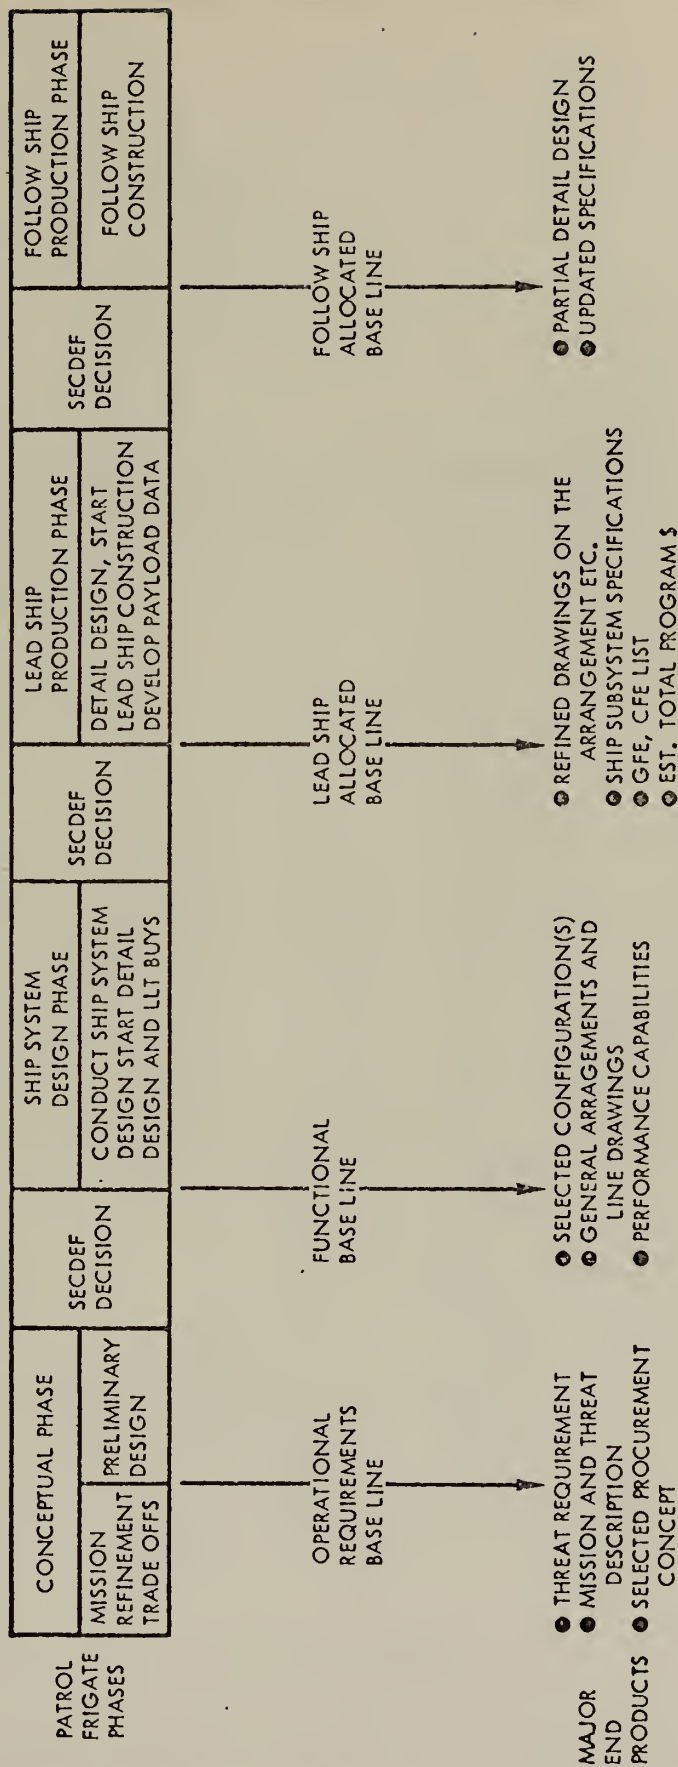 PATROL
FRIGATE
PHASES
CONCEPTUAL PHASE
MISSION
REFINEMENT
TRADE OFFS
PRELIMINARY
DESIGN
SECDEF
DECISION
SHIP SYSTEM
DESIGN PHASE
CONDUCT SHIP SYSTEM
DESIGN START DETAIL
DESIGN AND LLT BUYS
SECDEF
DECISION
LEAD SHIP
PRODUCTION PHASE
DETAIL DESIGN, START
LEAD SHIP CONSTRUCTION
DEVELOP PAYLOAD DATA
SECDEF
DECISION
FOLLOW SHIP
PRODUCTION PHASE
FOLLOW SHIP
CONSTRUCTION
OPERATIONAL
REQUIREMENTS
BASE LINE
FUNCTIONAL
BASE LINE
LEAD SHIP
ALLOCATED
BASE LINE
FOLLOW SHIP
ALLOCATED
BASE LINE
MAJOR
END
PRODUCTS
● THREAT REQUIREMENT
● MISSION AND THREAT
DESCRIPTION
● SELECTED PROCUREMENT
CONCEPT
● SELECTED CONFIGURATION(S)
● GENERAL ARRAGEMENTS AND
LINE DRAWINGS
● PERFORMANCE CAPABILITIES
● REFINED DRAWINGS ON THE
ARRANGEMENT ETC.
● SHIP SUBSYSTEM SPECIFICATIONS
● GFE, CFE LIST
● EST. TOTAL PROGRAM $
● PARTIAL DETAIL DESIGN
● UPDATED SPECIFICATIONS